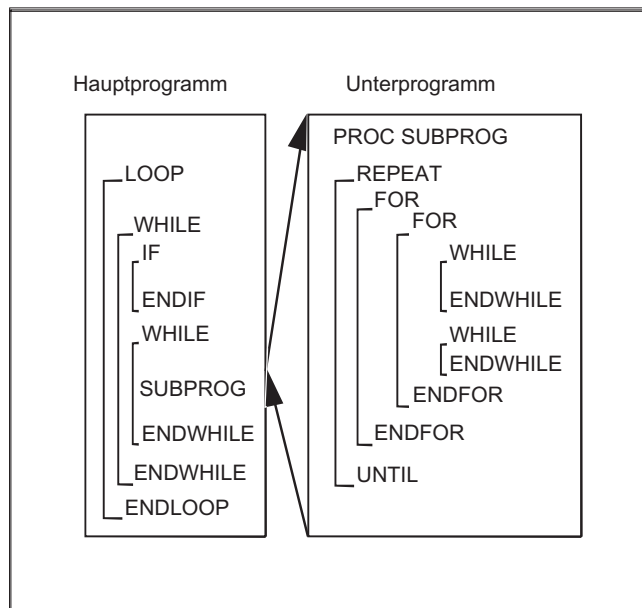 Hauptprogramm
LOOP
WHILE
IF
ENDIF
WHILE
SUBPROG
ENDWHILE
ENDWHILE
ENDLOOP
Unterprogramm
PROC SUBPROG
REPEAT
FOR
FOR
WHILE
ENDWHILE
WHILE
ENDWHILE
ENDFOR
ENDFOR
UNTIL